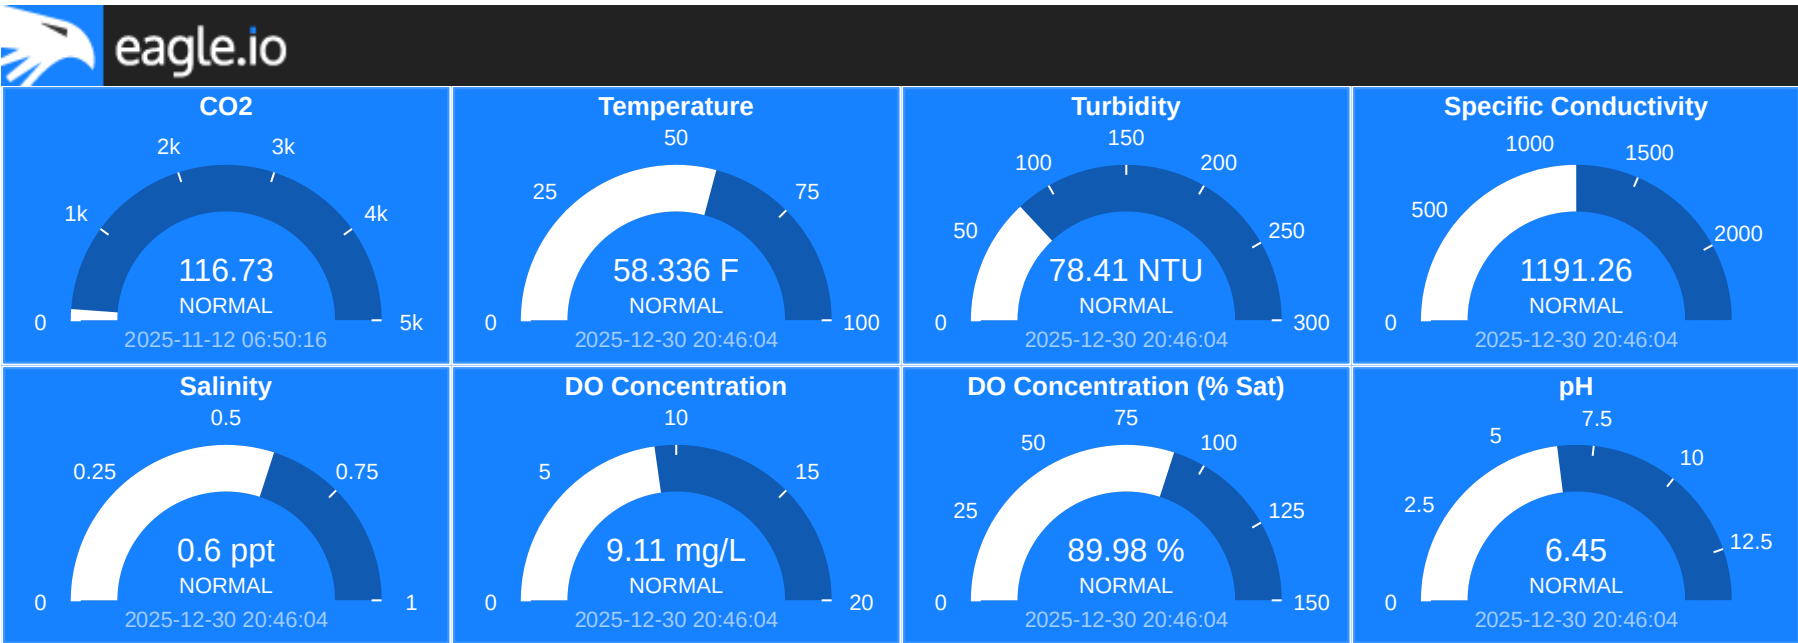 eagle.io
CO2
2k 3k
1k 4k
116.73
NORMAL
0 5k
2025-11-12 06:50:16
Temperature
50
25 75
58.336 F
NORMAL
0 100
2025-12-30 20:46:04
Turbidity
150
100 200
50 250
78.41 NTU
NORMAL
0 300
2025-12-30 20:46:04
Specific Conductivity
1000 1500
500 2000
1191.26
NORMAL
0
2025-12-30 20:46:04
Salinity
0.5
0.25 0.75
0.6 ppt
NORMAL
0 1
2025-12-30 20:46:04
DO Concentration
10
5 15
9.11 mg/L
NORMAL
0 20
2025-12-30 20:46:04
DO Concentration (% Sat)
75
50 100
25 125
89.98 %
NORMAL
0 150
2025-12-30 20:46:04
pH
7.5
5 10
2.5 12.5
6.45
NORMAL
0
2025-12-30 20:46:04